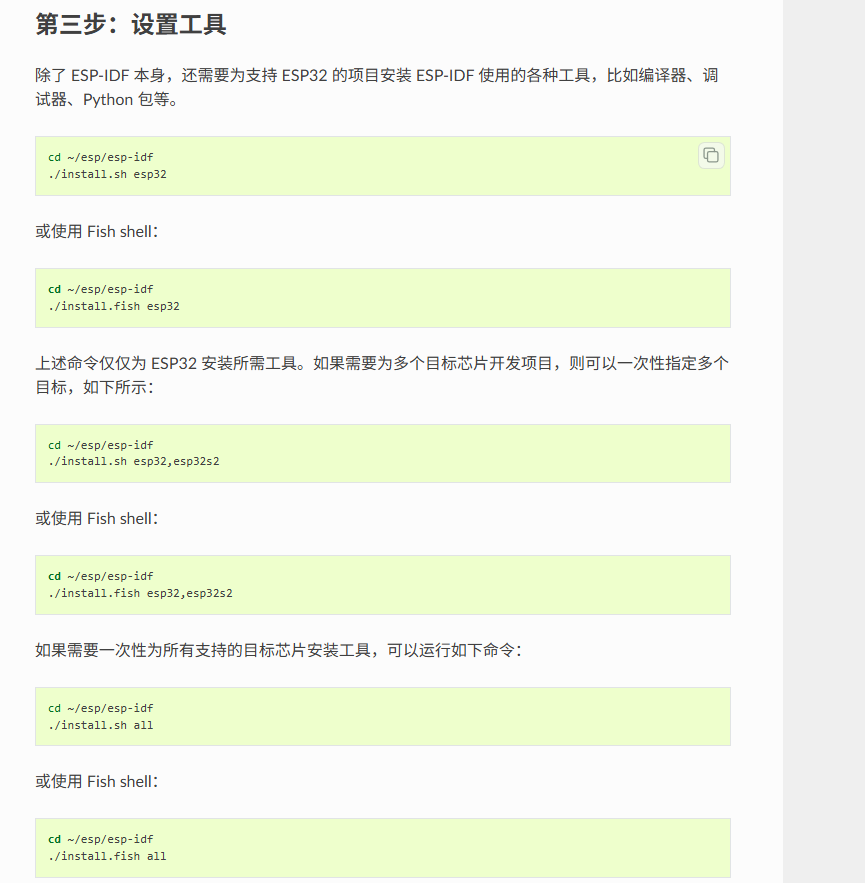 第三步：设置工具
除了 ESP-IDF 本身，还需要为支持 ESP32 的项目安装 ESP-IDF 使用的各种工具，比如编译器、调
试器、Python 包等。
cd ~/esp/esp-idf
./install.sh esp32
或使用 Fish shell：
cd ~/esp/esp-idf
./install.fish esp32
上述命令仅仅为 ESP32 安装所需工具。如果需要为多个目标芯片开发项目，则可以一次性指定多个
目标，如下所示：
cd ~/esp/esp-idf
./install.sh esp32,esp32s2
或使用 Fish shell：
cd ~/esp/esp-idf
./install.fish esp32,esp32s2
如果需要一次性为所有支持的目标芯片安装工具，可以运行如下命令：
cd ~/esp/esp-idf
./install.sh all
或使用 Fish shell：
cd ~/esp/esp-idf
./install.fish all